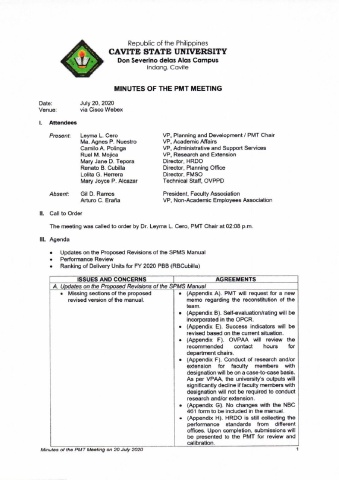 Republic of the Philippines
CAVITE STATE UNIVERSITY
Don Severino delas Alas Campus
Indang, Cavite
MINUTES OF THE PMT MEETING
Date: July 20, 2020
Venue: via Cisco Webex
I. Attendees
Present: Leyma L. Cero VP, Planning and Development / PMT Chair
Ma. Agnes P. Nuestro VP, Academic Affairs
Camilo A. Polinga VP, Administrative and Support Services
Ruel M. Mojica VP, Research and Extension
Mary Jane D. Tepora Director, HRDO
Renato B. Cubilla Director, Planning Office
Lolita G. Herrera Director, FMSO
Mary Joyce P. Alcazar Technical Staff, OVPPD
Absent: Gil D. Ramos President, Faculty Association
Arturo C. Eraña VP, Non-Academic Employees Association
II. Call to Order
The meeting was called to order by Dr. Leyma L. Cero, PMT Chair at 02:08 p.m.
III. Agenda
• Updates on the Proposed Revisions of the SPMS Manual
• Performance Review
• Ranking of Delivery Units for FY 2020 PBB (RBCubilla)
ISSUES AND CONCERNS AGREEMENTS
A. Updates on the Proposed Revisions of the SPMS Manual
• Missing sections of the proposed
revised version of the manual.
• (Appendix A). PMT will request for a new
memo regarding the reconstitution of the
team.
• (Appendix B). Self-evaluation/rating will be
incorporated in the OPCR.
• (Appendix E). Success indicators will be
revised based on the current situation.
• (Appendix F). OVPAA will review the
recommended contact hours for
department chairs.
• (Appendix F). Conduct of research and/or
extension for faculty members with
designation will be on a case-to-case basis.
As per VPAA, the university's outputs will
significantly decline if faculty members with
designation will not be required to conduct
research and/or extension.
• (Appendix G). No changes with the NBC
461 form to be included in the manual.
• (Appendix H). HRDO is still collecting the
performance standards from different
offices. Upon completion, submissions will
be presented to the PMT for review and
calibration.
Minutes of the PMT Meeting on 20 July 2020 1